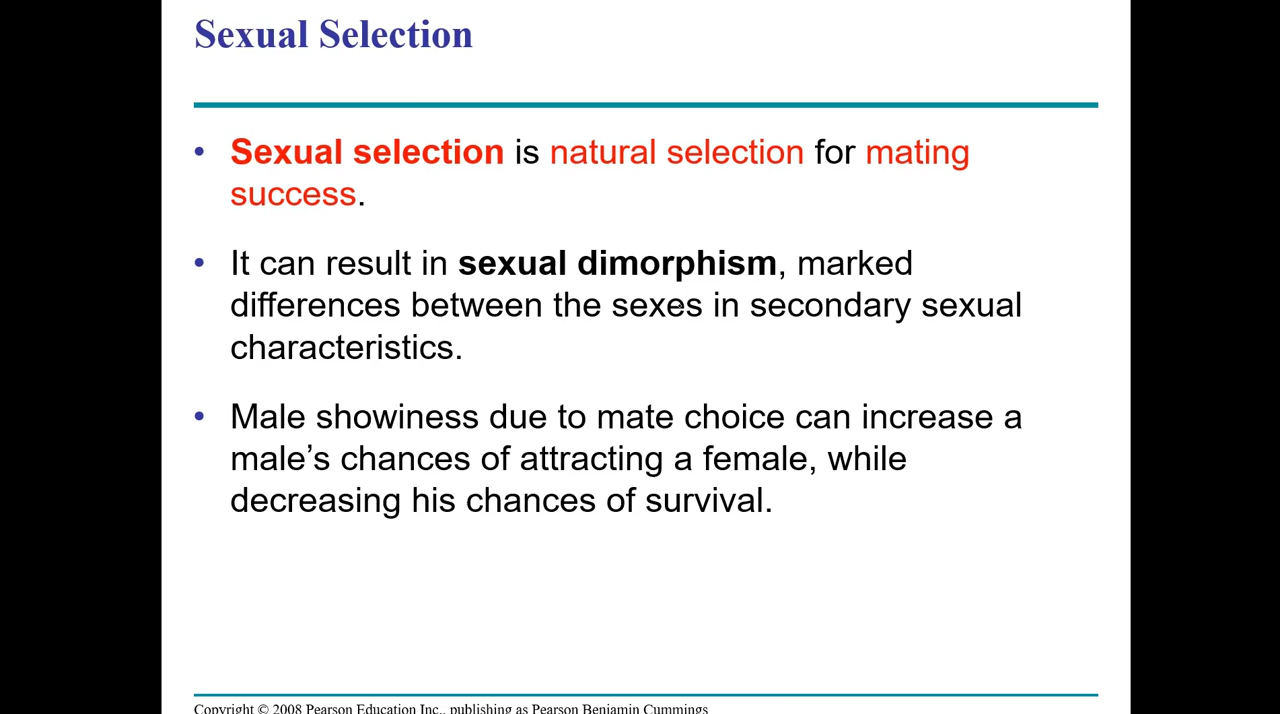 Sexual Selection
• Sexual selection is natural selection for mating
success.
• It can result in sexual dimorphism, marked
differences between the sexes in secondary sexual
characteristics.
• Male showiness due to mate choice can increase a
male’s chances of attracting a female, while
decreasing his chances of survival.
Copyright © 2008 Pearson Education Inc., publishing as Pearson Benjamin Cummings